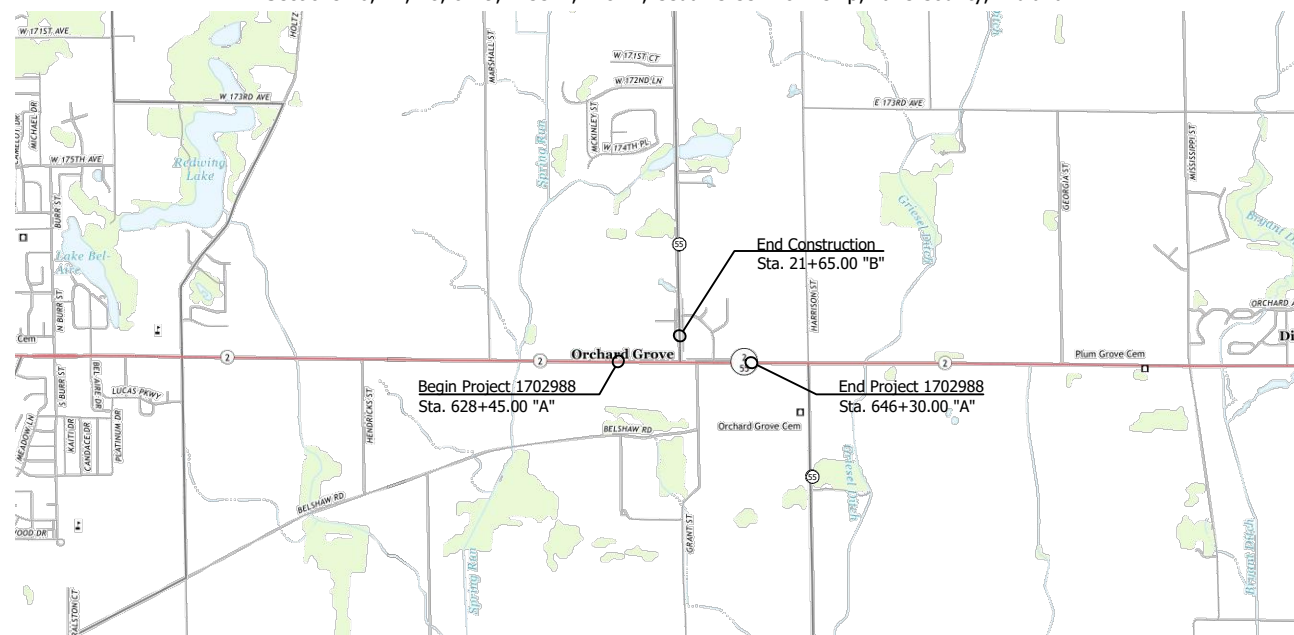 W 171ST AVE
HOLTZ
MARSHALL ST
W 171ST CT
W 172ND LN
MCKINLEY ST
W 174TH PL
W 173RD AVE
E 173RD AVE
Ditch
MICHAEL DR
W 175TH AVE
BURR ST
Redwing
Lake
Spring Run
GEORGIA ST
MISSISSIPPI ST
Griesel Ditch
Lake Bel-
Aire
55
End Construction
Sta. 21+65.00 "B"
N BURR ST
HARRISON ST
ORCHARD
Cem
2
2
Orchard Grove
2
55
2
Plum Grove Cem
Begin Project 1702988
Sta. 628+45.00 "A"
End Project 1702988
Sta. 646+30.00 "A"
S BURR ST
BEL AIRE DR
LUCAS PKWY
MEADOW LN
KAITI DR
CANDACE DR
PLATINUM DR
HENDRICKS ST
BELSHAW RD
Orchard Grove Cem
55
Griesel Ditch
BELSHAW RD
GRANT ST
Spring Run
RALSTON CT